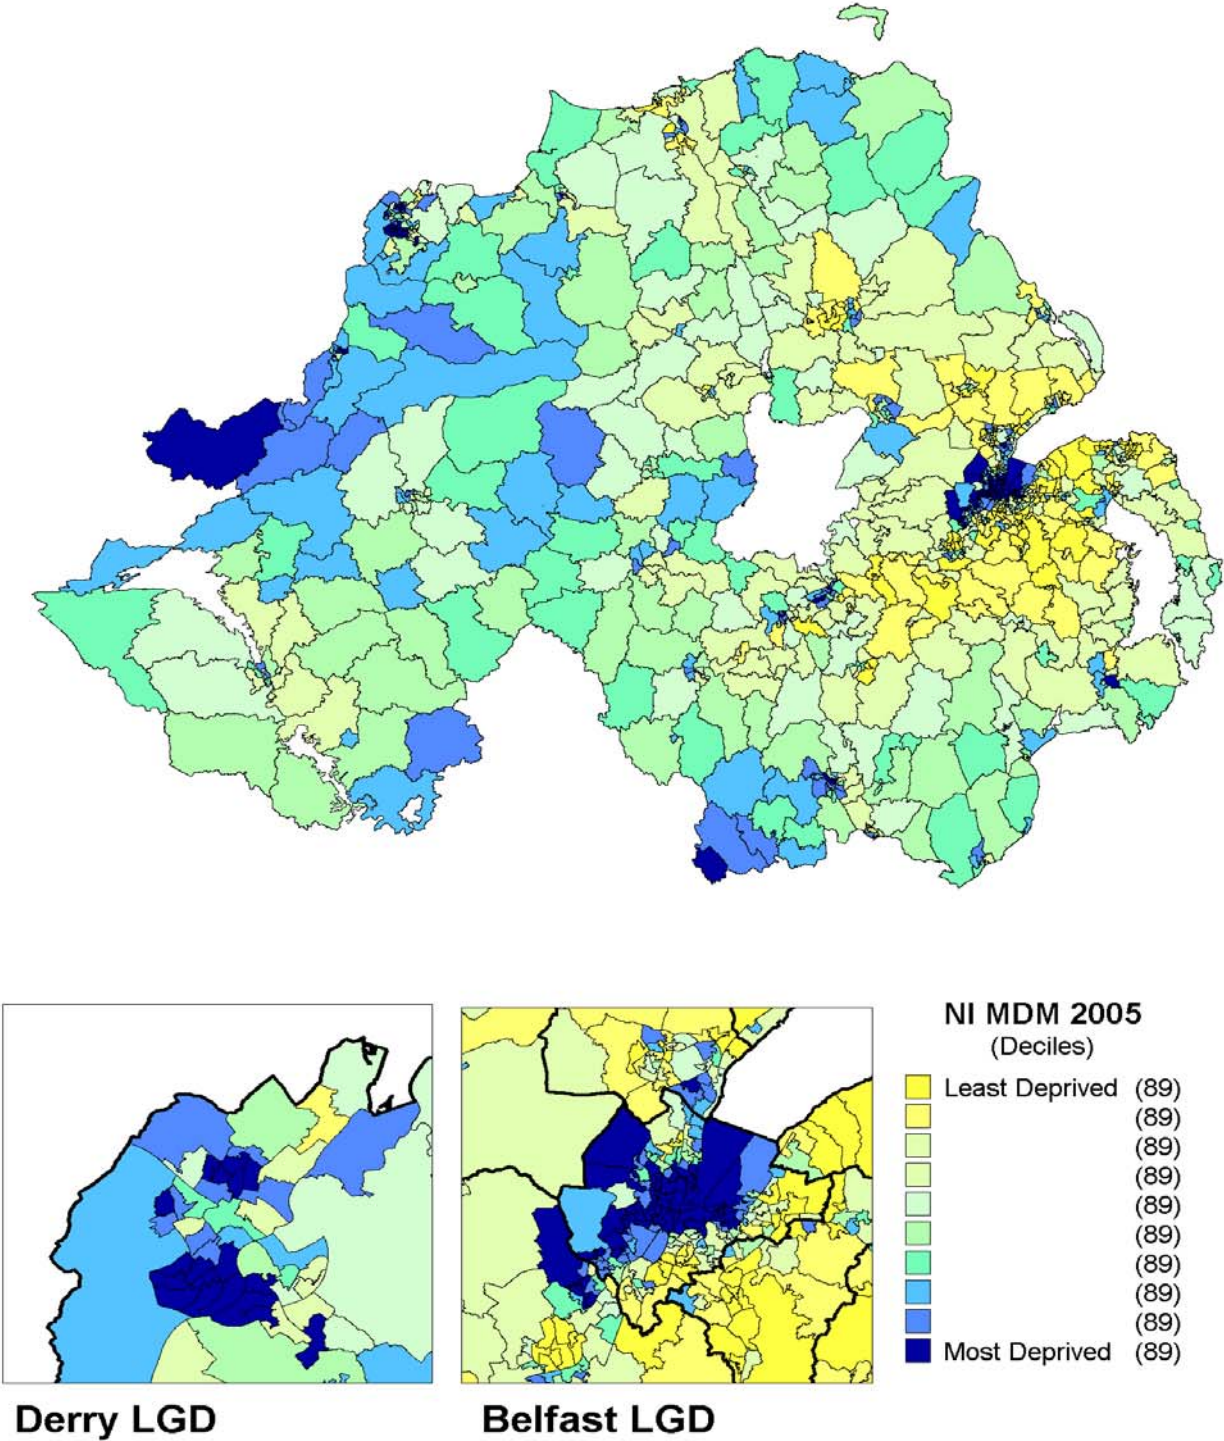 NI MDM 2005
(Deciles)
Least Deprived (89)
(89)
(89)
(89)
(89)
(89)
(89)
(89)
(89)
Most Deprived (89)
Derry LGD
Belfast LGD